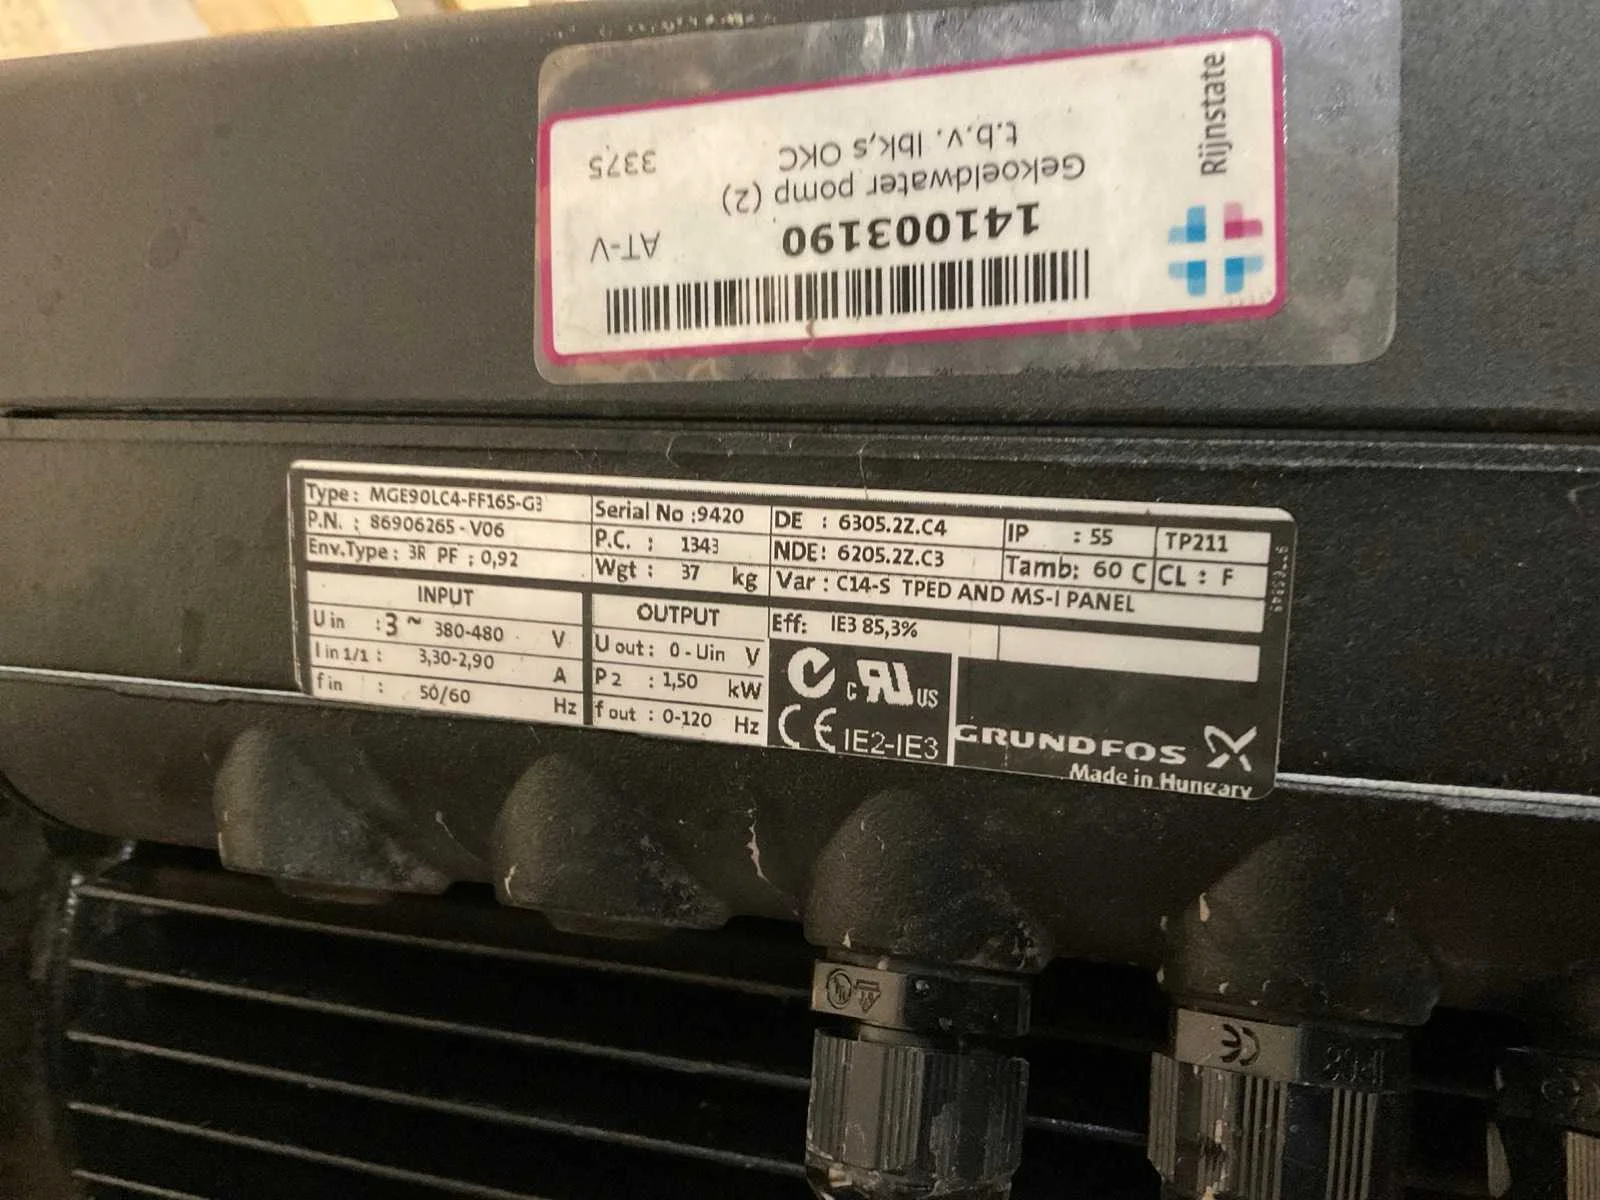 Rijnstate
141003190
AT-V
Gekoeldwater pomp (2)
t.b.v. lbk,s OKC
3375
Type: MGE90LC4-FF165-G3
P.N. : 86906265 - V06
Env.Type: 3R PF : 0,92
Serial No :9420
P.C. : 1343
Wgt : 37 kg
DE : 6305.2Z.C4
NDE: 6205.2Z.C3
IP : 55
TP211
Tamb: 60 C
CL : F
Var : C14-S TPED AND MS-I PANEL
INPUT
U in : 3 ~ 380-480 V
I in 1/1 : 3,30-2,90 A
f in : 50/60 Hz
OUTPUT
U out: 0 - Uin V
P 2 : 1,50 kW
f out : 0-120 Hz
Eff: IE3 85,3%
c RU US
CE IE2-IE3
GRUNDFOS
Made in Hungary
CE